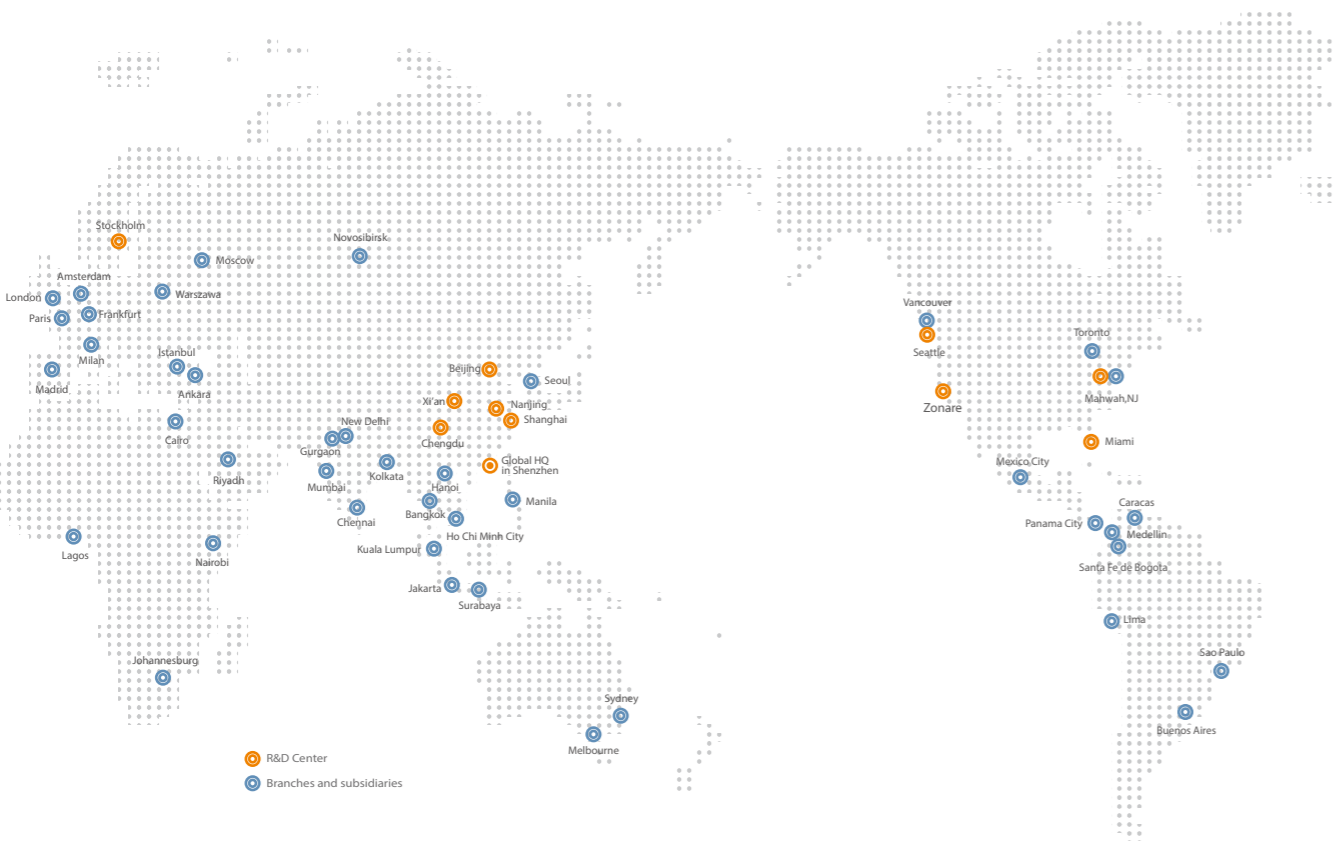 Stockholm
Novosibirsk
Moscow
Amsterdam
London
Warszawa
Vancouver
Paris
Frankfurt
Toronto
Istanbul
Seattle
Milan
Beijing
Seoul
Madrid
Ankara
Mahwah,NJ
Xi'an
Nanjing
Zonare
New Delhi
Shanghai
Cairo
Chengdu
Miami
Gurgaon
Global HQ
in Shenzhen
Mexico City
Kolkata
Riyadh
Mumbai
Hanoi
Manila
Caracas
Bangkok
Chennai
Panama City
Ho Chi Minh City
Medellin
Kuala Lumpur
Lagos
Nairobi
Santa Fe de Bogota
Jakarta
Surabaya
Lima
Johannesburg
Sao Paulo
Sydney
Buenos Aires
Melbourne
R&D Center
Branches and subsidiaries